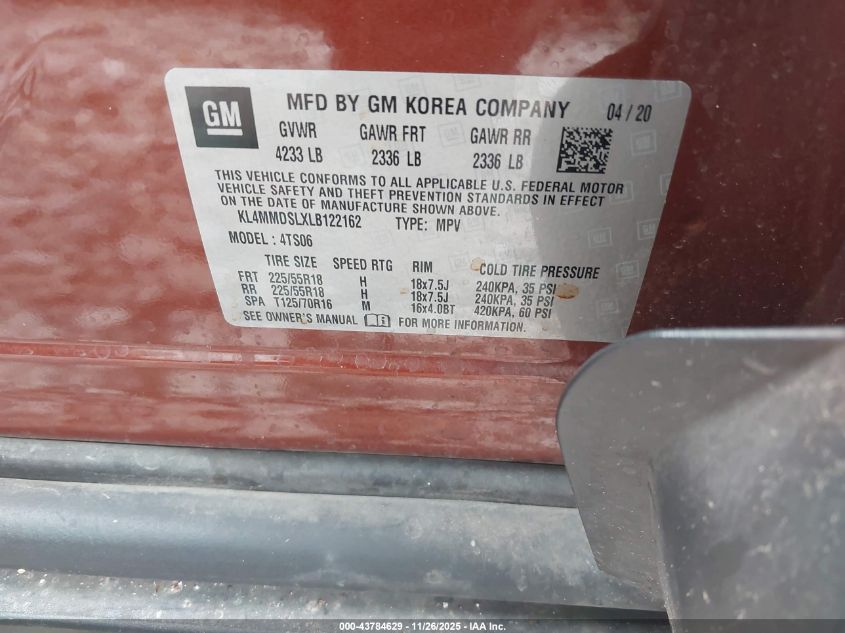 GM MFD BY GM KOREA COMPANY 04 / 20
GVWR GAWR FRT GAWR RR
4233 LB 2336 LB 2336 LB
THIS VEHICLE CONFORMS TO ALL APPLICABLE U.S. FEDERAL MOTOR
VEHICLE SAFETY AND THEFT PREVENTION STANDARDS IN EFFECT
ON THE DATE OF MANUFACTURE SHOWN ABOVE.
KL4MMDSLXLB122162 TYPE: MPV
MODEL : 4TS06
TIRE SIZE SPEED RTG RIM COLD TIRE PRESSURE
FRT 225/55R18 H 18x7.5J 240KPA, 35 PSI
RR 225/55R18 H 18x7.5J 240KPA, 35 PSI
SPA T125/70R16 M 16x4.0BT 420KPA, 60 PSI
SEE OWNER'S MANUAL FOR MORE INFORMATION.
000-43784629 - 11/26/2025 - IAA Inc.